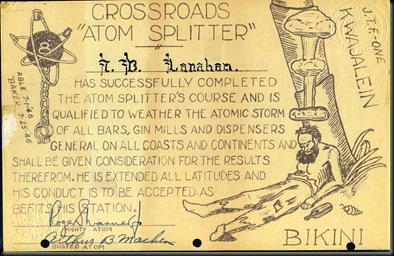 CROSSROADS
"ATOM SPLITTER"
J.T.F. ONE
KWAJALEIN
8
ABLE 7-1-46
"BAKER" 7-25-46
A. B. Lanahan.
HAS SUCCESSFULLY COMPLETED
THE ATOM SPLITTER'S COURSE AND IS
QUALIFIED TO WEATHER THE ATOMIC STORM
OF ALL BARS, GIN MILLS AND DISPENSERS
GENERAL ON ALL COASTS AND CONTINENTS AND
SHALL BE GIVEN CONSIDERATION FOR THE RESULTS
THEREFROM. HE IS EXTENDED ALL LATITUDES AND
HIS CONDUCT IS TO BE ACCEPTED AS
BEFITS HIS STATION.
MIGHTY ATOM
Arthur B.
BUSTED ATOM
BIKINI